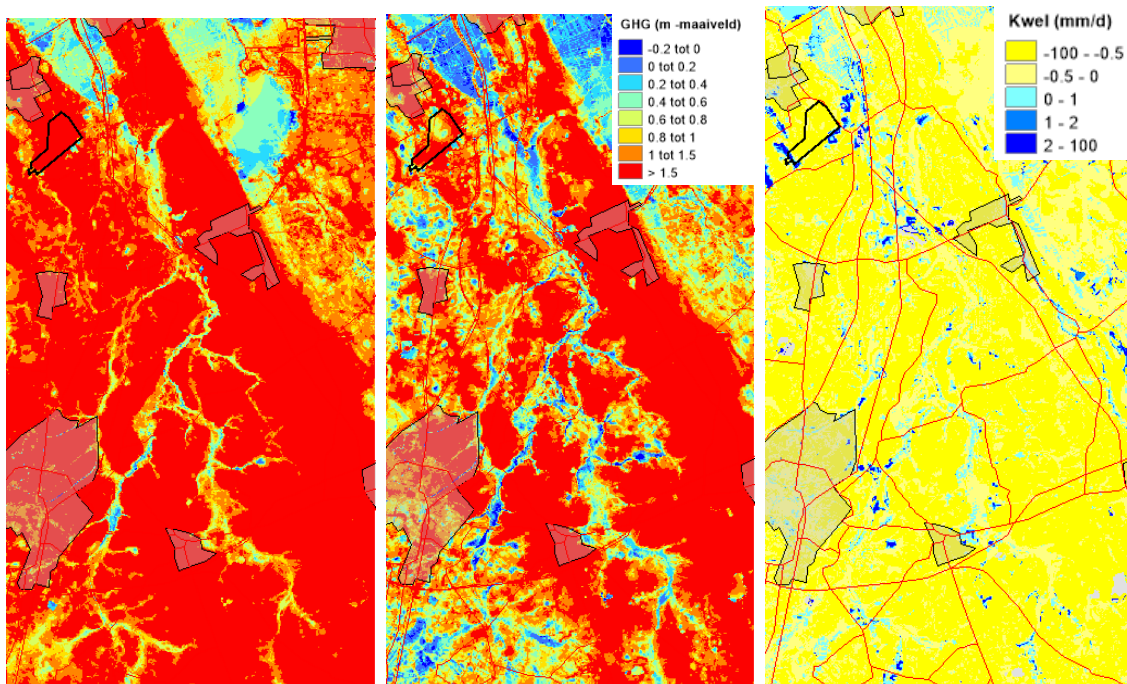 GHG (m -maaiveld)
-0.2 tot 0
0 tot 0.2
0.2 tot 0.4
0.4 tot 0.6
0.6 tot 0.8
0.8 tot 1
1 tot 1.5
> 1.5
Kwel (mm/d)
-100 - -0.5
-0.5 - 0
0 - 1
1 - 2
2 - 100